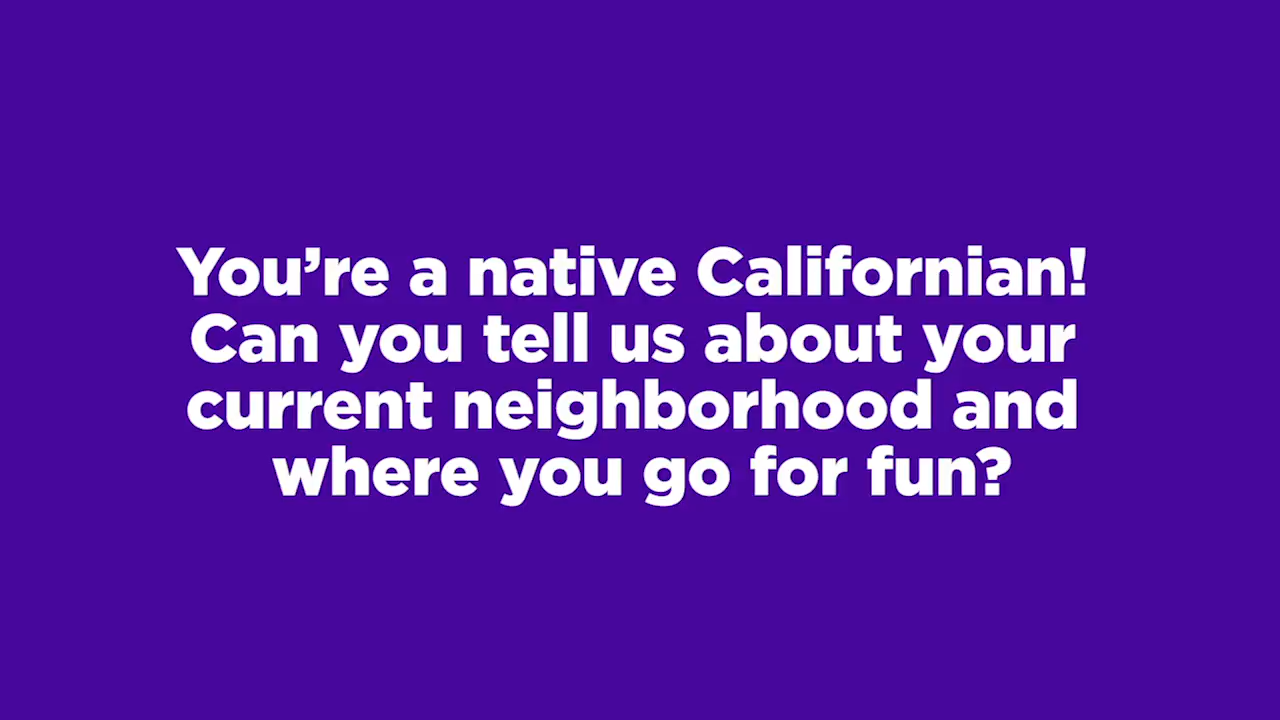 You’re a native Californian!
Can you tell us about your
current neighborhood and
where you go for fun?